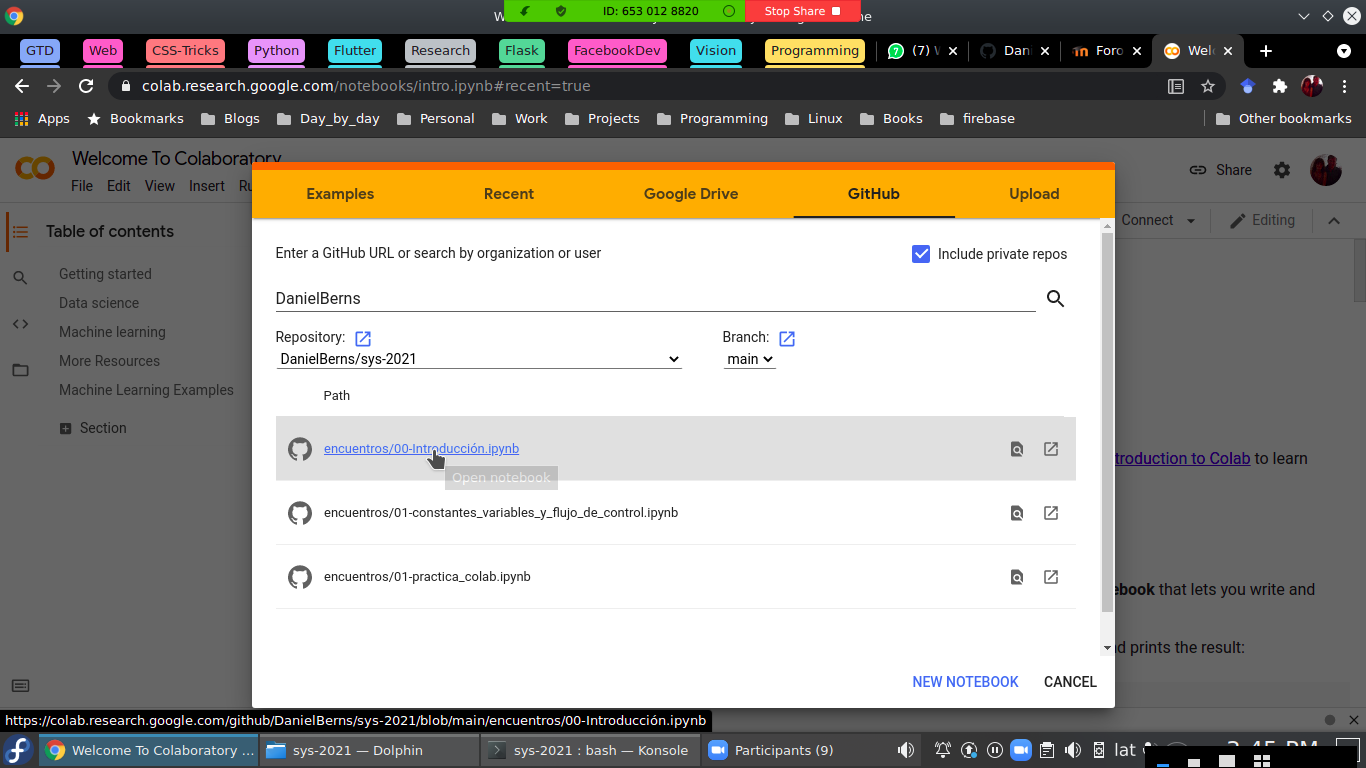 ID: 653 012 8820
Stop Share
GTD
Web
CSS-Tricks
Python
Flutter
Research
Flask
FacebookDev
Vision
Programming
(7)
Dani
Foro
Welc
colab.research.google.com/notebooks/intro.ipynb#recent=true
Apps
Bookmarks
Blogs
Day_by_day
Personal
Work
Projects
Programming
Linux
Books
firebase
Other bookmarks
Welcome To Colaboratory
File
Edit
View
Insert
Share
Examples
Recent
Google Drive
GitHub
Upload
Connect
Editing
Table of contents
Getting started
Data science
Machine learning
More Resources
Machine Learning Examples
Section
Enter a GitHub URL or search by organization or user
Include private repos
DanielBerns
Repository:
Branch:
DanielBerns/sys-2021
main
Path
encuentros/00-Introducción.ipynb
Open notebook
encuentros/01-constantes_variables_y_flujo_de_control.ipynb
encuentros/01-practica_colab.ipynb
troduction to Colab to learn
ebook that lets you write and
d prints the result:
NEW NOTEBOOK
CANCEL
https://colab.research.google.com/github/DanielBerns/sys-2021/blob/main/encuentros/00-Introducción.ipynb
Welcome To Colaboratory ...
sys-2021 — Dolphin
sys-2021 : bash — Konsole
Participants (9)
lat